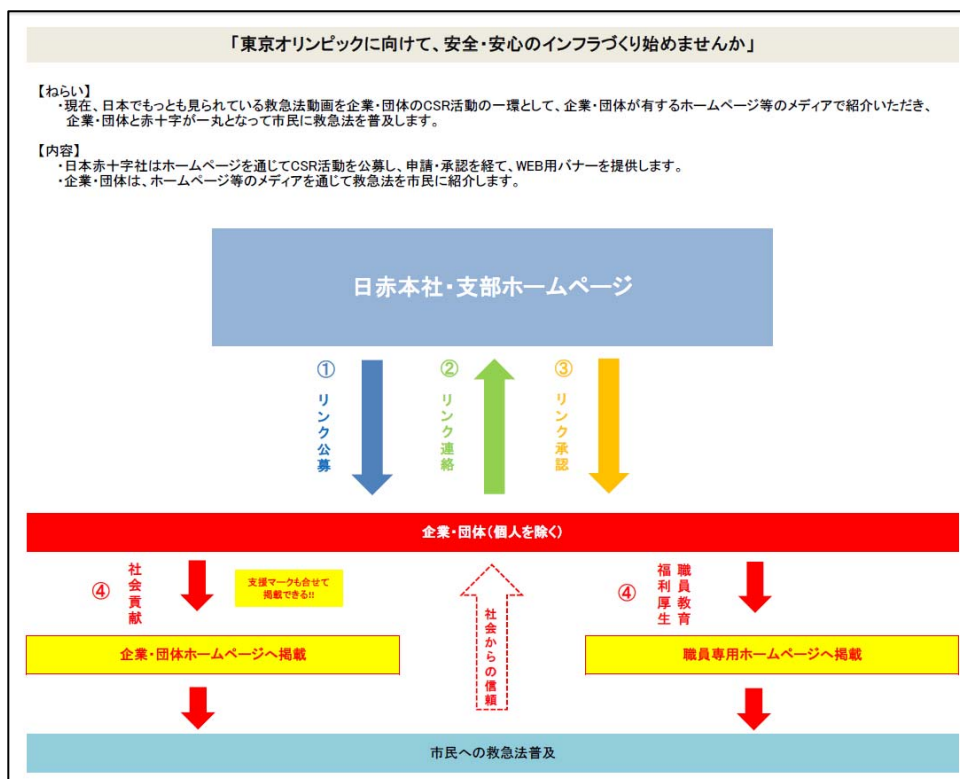 「東京オリンピックに向けて、安全・安心のインフラづくり始めませんか」
【ねらい】
・現在、日本でもっとも見られている救急法動画を企業・団体のCSR活動の一環として、企業・団体が有するホームページ等のメディアで紹介いただき、
企業・団体と赤十字が一丸となって市民に救急法を普及します。
【内容】
・日本赤十字社はホームページを通じてCSR活動を公募し、申請・承認を経て、WEB用バナーを提供します。
・企業・団体は、ホームページ等のメディアを通じて救急法を市民に紹介します。
日赤本社・支部ホームページ
①リンク公募
②リンク連絡
③リンク承認
企業・団体(個人を除く)
④社会貢献
支援マークも合せて
掲載できる!!
社会からの信頼
④
職員教育
福利厚生
企業・団体ホームページへ掲載
職員専用ホームページへ掲載
市民への救急法普及